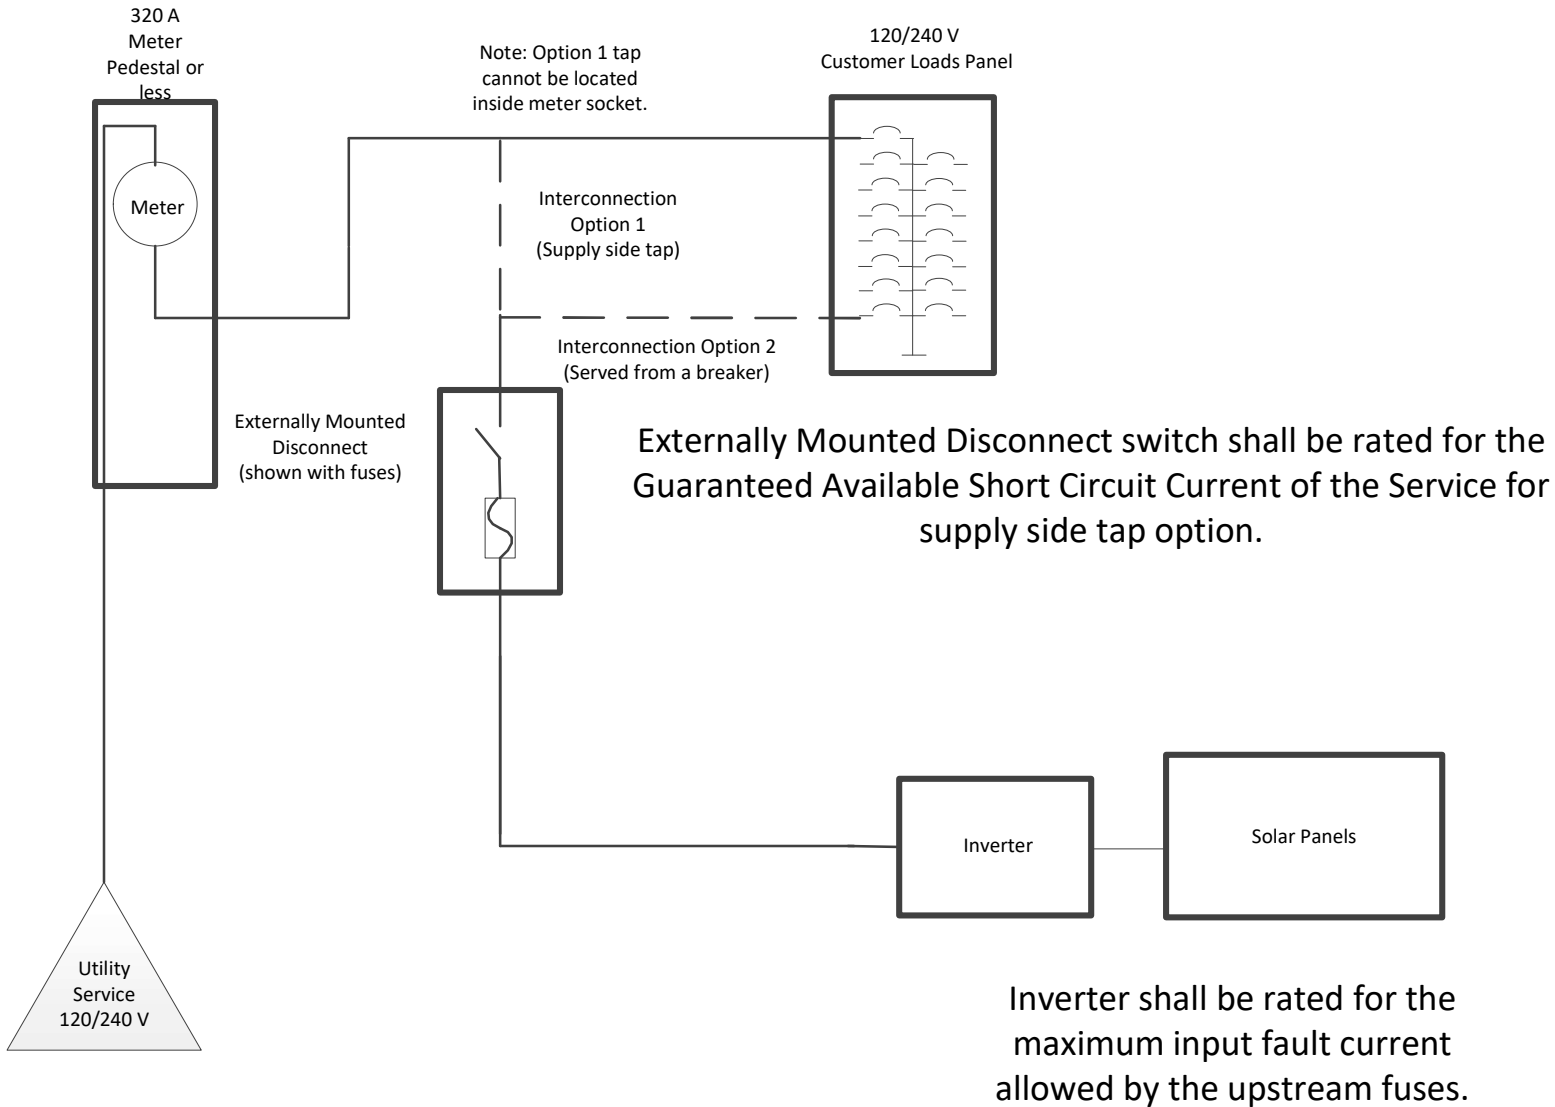 320 A
Meter
Pedestal or
less
Note: Option 1 tap
cannot be located
inside meter socket.
120/240 V
Customer Loads Panel
Meter
Interconnection
Option 1
(Supply side tap)
Interconnection Option 2
(Served from a breaker)
Externally Mounted
Disconnect
(shown with fuses)
Externally Mounted Disconnect switch shall be rated for the
Guaranteed Available Short Circuit Current of the Service for
supply side tap option.
Inverter
Solar Panels
Utility
Service
120/240 V
Inverter shall be rated for the
maximum input fault current
allowed by the upstream fuses.